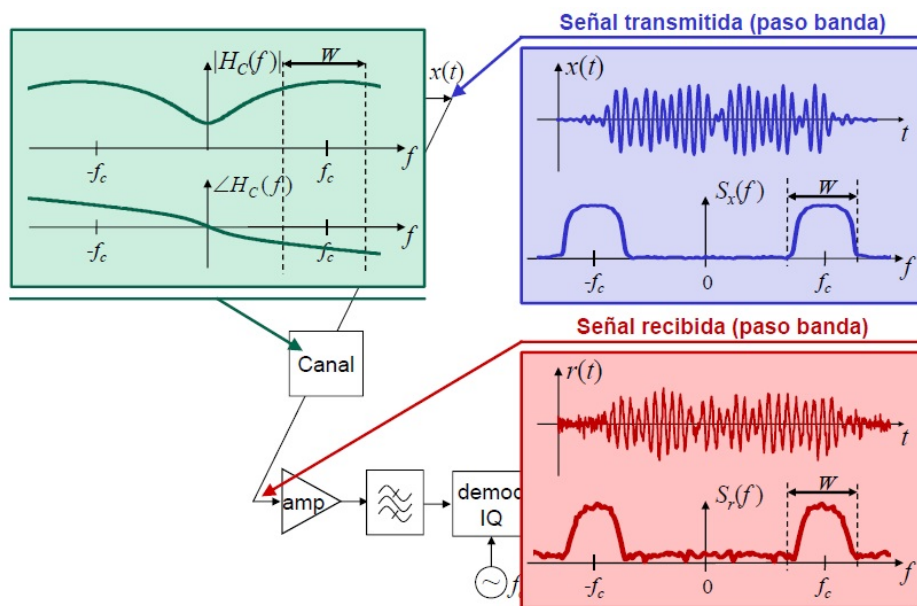 Señal transmitida (paso banda)
|H_C(f)|
W
x(t)
-f_c
f_c
f
∠H_C(f)
-f_c
f_c
f
x(t)
t
S_x(f)
W
-f_c
0
f_c
f
Canal
Señal recibida (paso banda)
r(t)
t
amp
demod
IQ
S_r(f)
W
-f_c
0
f_c
f